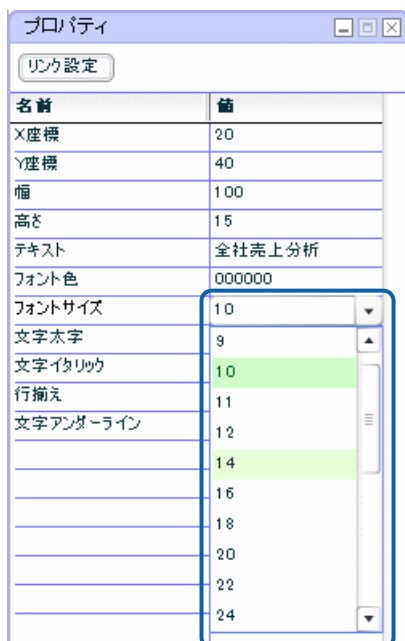 プロパティ
リンク設定
名前 値
X座標 20
Y座標 40
幅 100
高さ 15
テキスト 全社売上分析
フォント色 000000
フォントサイズ 10
文字太字 9
文字イタリック 10
行揃え 11
文字アンダーライン 12
14
16
18
20
22
24